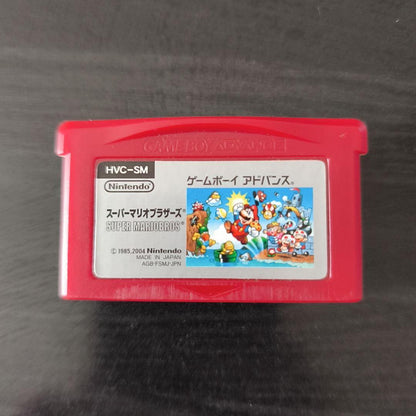 GAME BOY ADVANCE
HVC-SM
Nintendo
ゲームボーイ アドバンス®
スーパーマリオブラザーズ®
SUPER MARIOBROS®
© 1985, 2004 Nintendo
MADE IN JAPAN
AGB-FSMJ-JPN